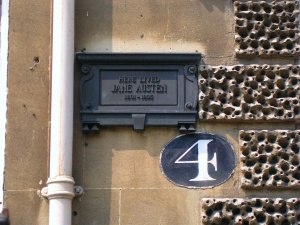 HERE LIVED
JANE AUSTEN
1801-1805
4